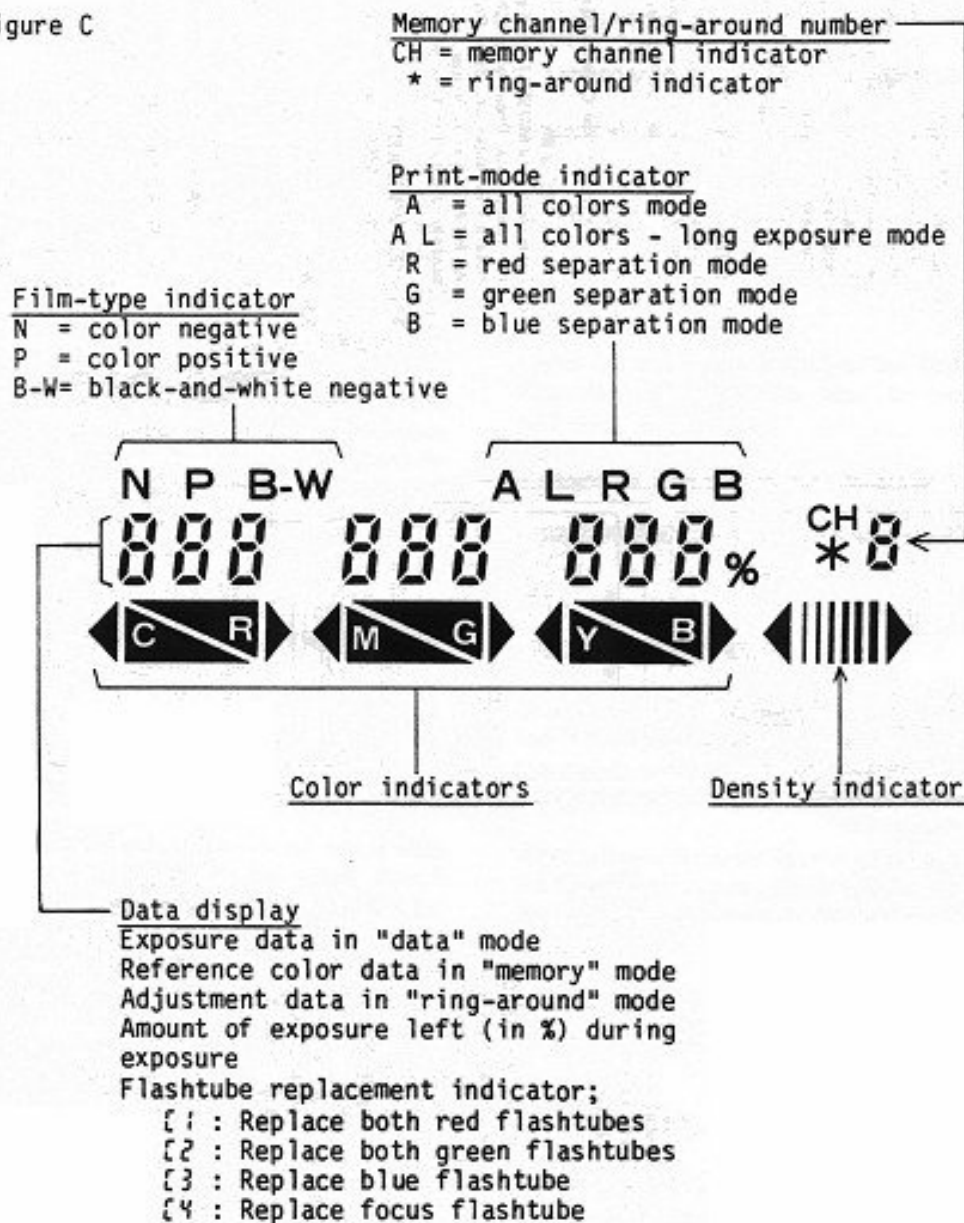 gure C
Memory channel/ring-around number
CH = memory channel indicator
* = ring-around indicator
Print-mode indicator
A = all colors mode
A L = all colors - long exposure mode
R = red separation mode
G = green separation mode
B = blue separation mode
Film-type indicator
N = color negative
P = color positive
B-W= black-and-white negative
N P B-W A L R G B
888 888 888% CH * 8
C R M G Y B
Color indicators Density indicator
Data display
Exposure data in "data" mode
Reference color data in "memory" mode
Adjustment data in "ring-around" mode
Amount of exposure left (in %) during
exposure
Flashtube replacement indicator;
[1 : Replace both red flashtubes
[2 : Replace both green flashtubes
[3 : Replace blue flashtube
[4 : Replace focus flashtube